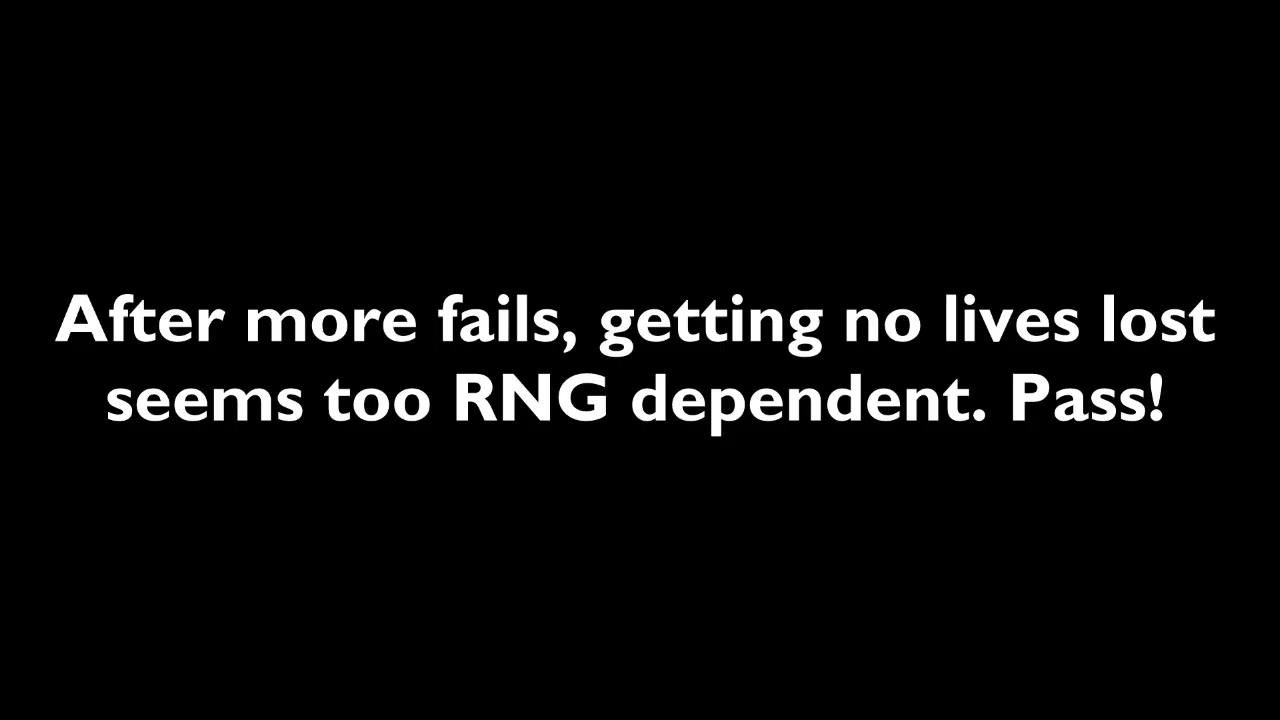 After more fails, getting no lives lost
seems too RNG dependent. Pass!